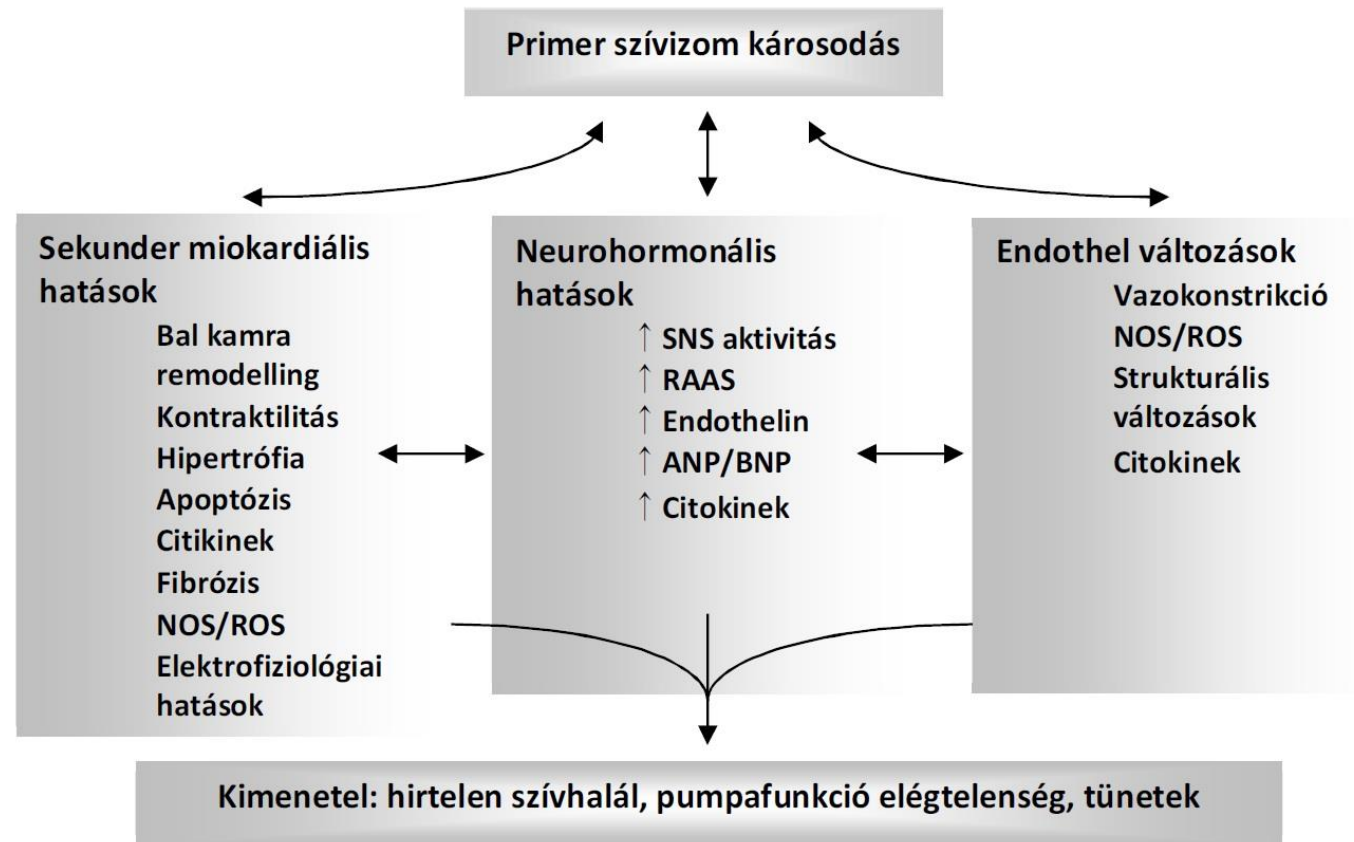 Primer szívizom károsodás
Sekunder miokardiális
hatások
Bal kamra
remodelling
Kontraktilitás
Hipertrófia
Apoptózis
Citikinek
Fibrózis
NOS/ROS
Elektrofiziológiai
hatások
Neurohormonális
hatások
↑ SNS aktivitás
↑ RAAS
↑ Endothelin
↑ ANP/BNP
↑ Citokinek
Endothel változások
Vazokonstrikció
NOS/ROS
Strukturális
változások
Citokinek
Kimenetel: hirtelen szívhalál, pumpafunkció elégtelenség, tünetek